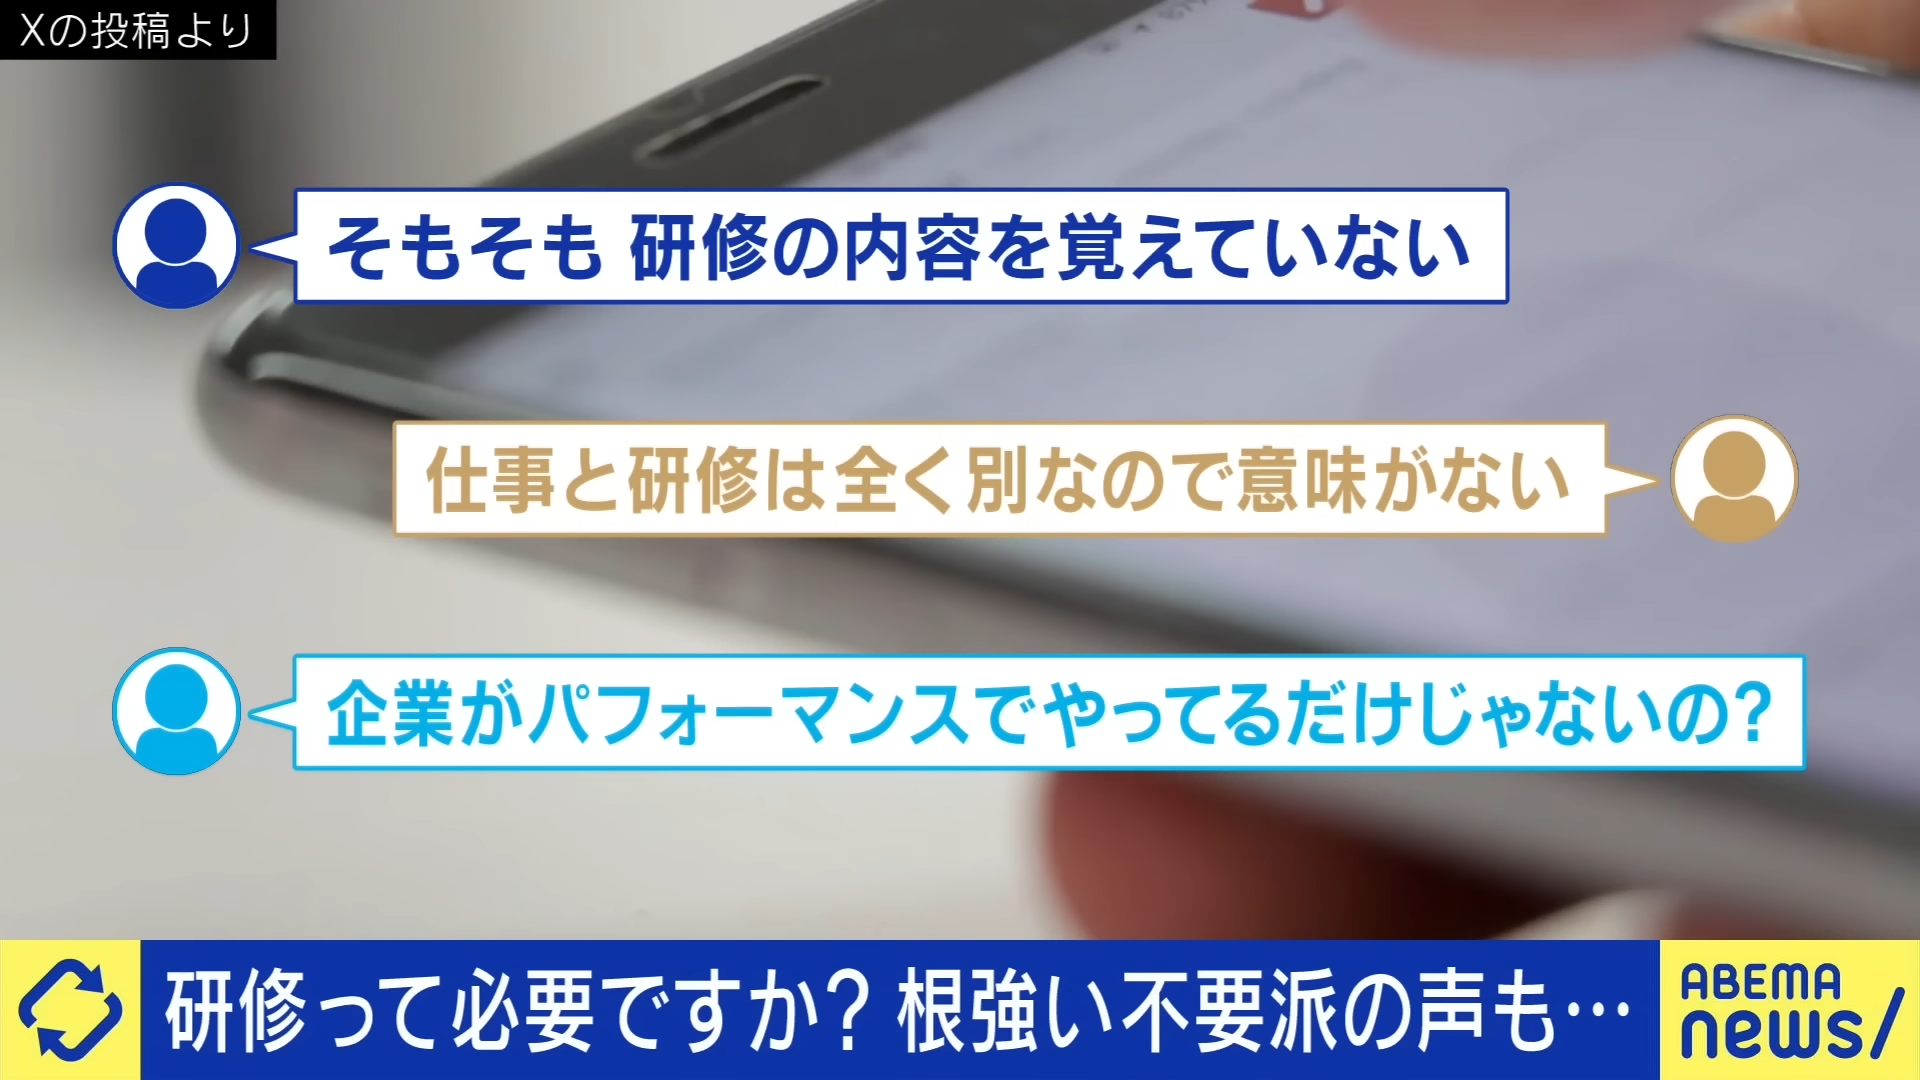 Xの投稿より
そもそも 研修の内容を覚えていない
仕事と研修は全く別なので意味がない
企業がパフォーマンスでやってるだけじゃないの？
研修って必要ですか？ 根強い不要派の声も…
ABEMA
news/